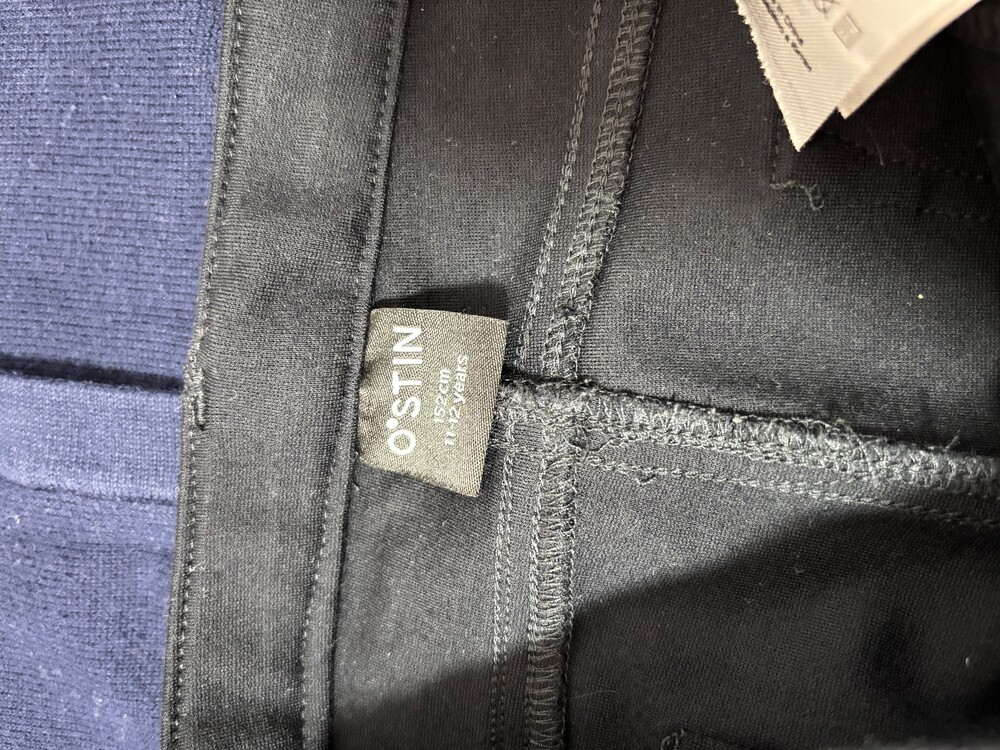 O'STIN
152cm
11-12 years